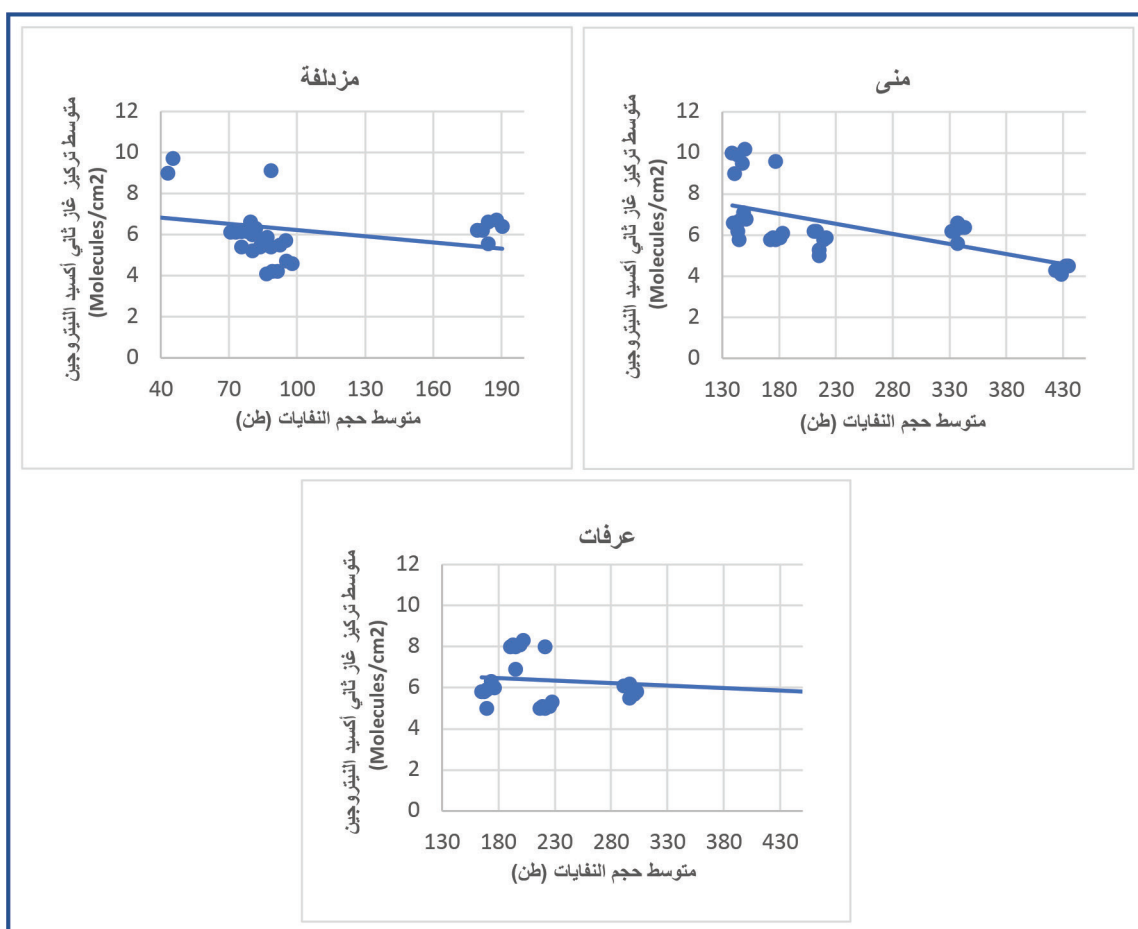 مزدلفة
متوسط تركيز غاز ثاني أكسيد النيتروجين
(Molecules/cm2)
12
10
8
6
4
2
0
40 70 100 130 160 190
متوسط حجم النفايات (طن)
منى
متوسط تركيز غاز ثاني أكسيد النيتروجين
(Molecules/cm2)
12
10
8
6
4
2
0
130 180 230 280 330 380 430
متوسط حجم النفايات (طن)
عرفات
متوسط تركيز غاز ثاني أكسيد النيتروجين
(Molecules/cm2)
12
10
8
6
4
2
0
130 180 230 280 330 380 430
متوسط حجم النفايات (طن)